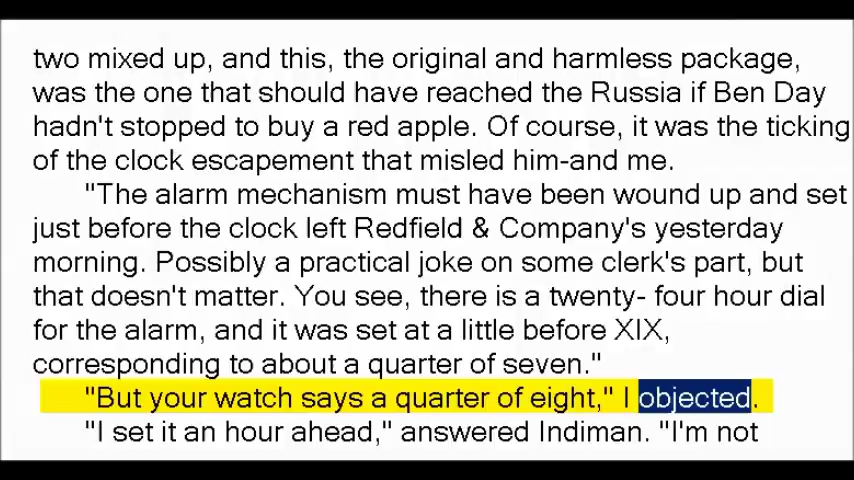 two mixed up, and this, the original and harmless package,
was the one that should have reached the Russia if Ben Day
hadn't stopped to buy a red apple. Of course, it was the ticking
of the clock escapement that misled him-and me.
"The alarm mechanism must have been wound up and set
just before the clock left Redfield & Company's yesterday
morning. Possibly a practical joke on some clerk's part, but
that doesn't matter. You see, there is a twenty- four hour dial
for the alarm, and it was set at a little before XIX,
corresponding to about a quarter of seven."
"But your watch says a quarter of eight," I objected.
"I set it an hour ahead," answered Indiman. "I'm not